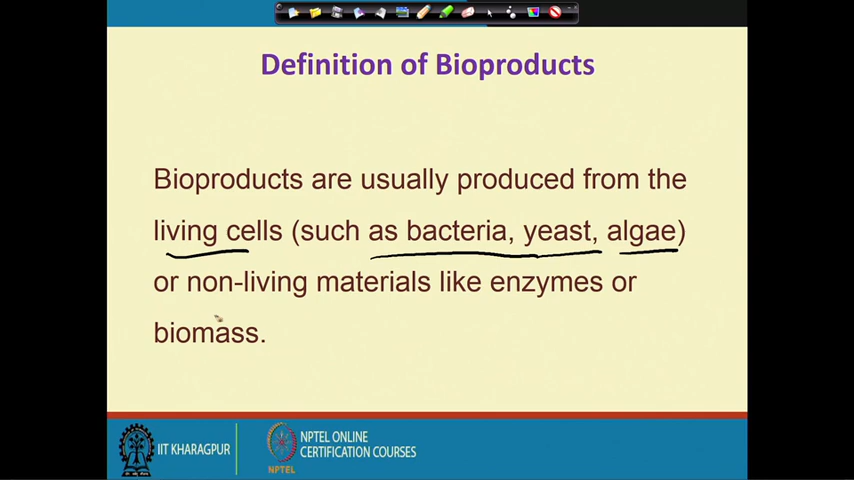 Definition of Bioproducts
Bioproducts are usually produced from the
living cells (such as bacteria, yeast, algae)
or non-living materials like enzymes or
biomass.
IIT KHARAGPUR
NPTEL
NPTEL ONLINE
CERTIFICATION COURSES